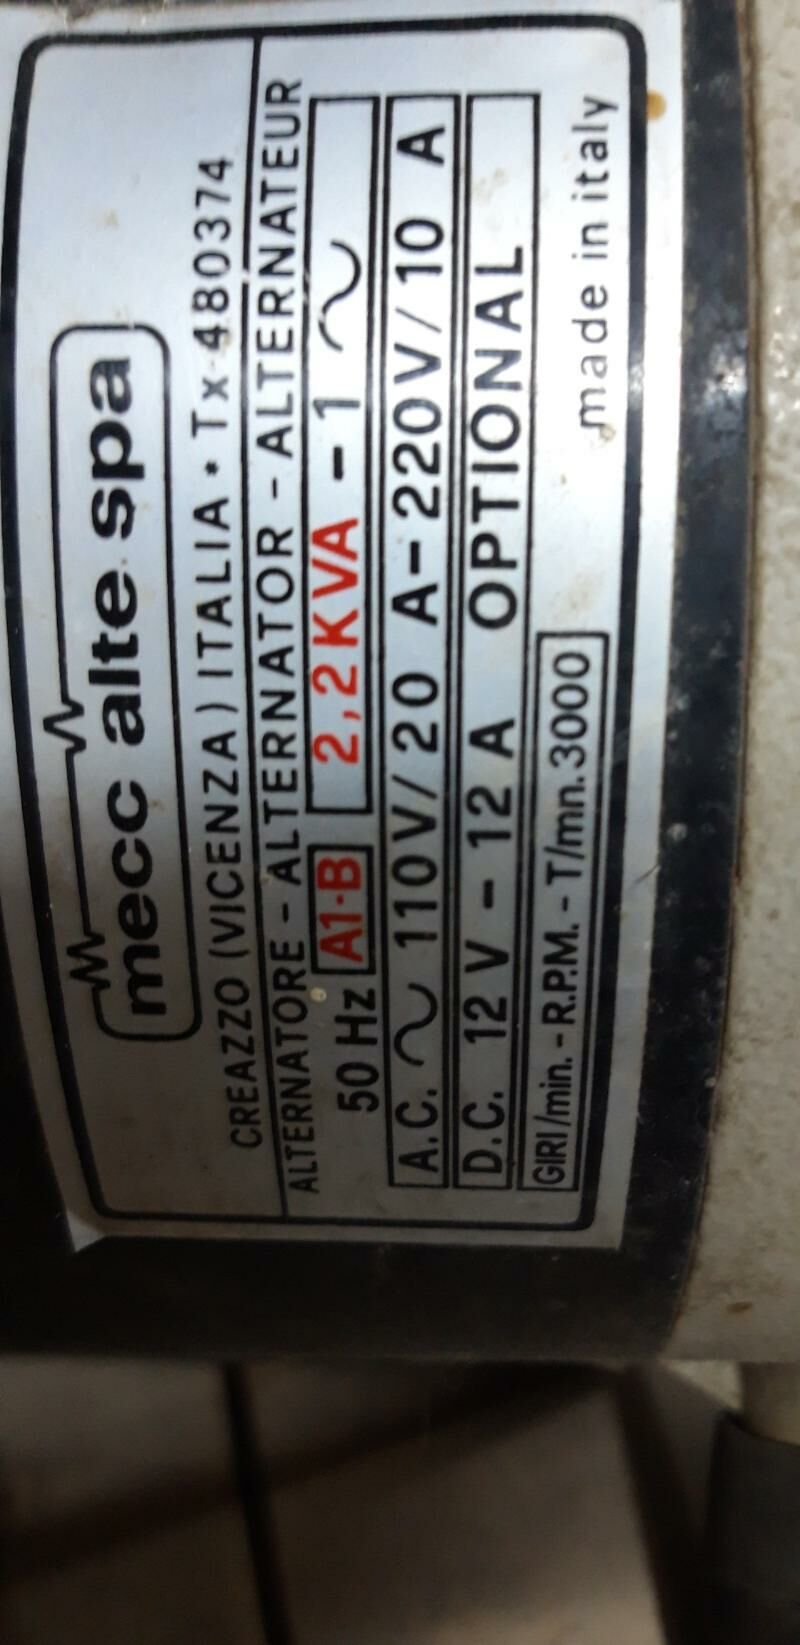 mecc alte spa
CREAZZO (VICENZA) ITALIA • Tx 480374
ALTERNATORE - ALTERNATOR - ALTERNATEUR
50 Hz A1-B 2,2 KVA - 1 ~
A.C. ~ 110V/20 A-220V/10 A
D.C. 12 V - 12 A OPTIONAL
GIRI/min. - R.P.M. - T/mn. 3000
made in italy